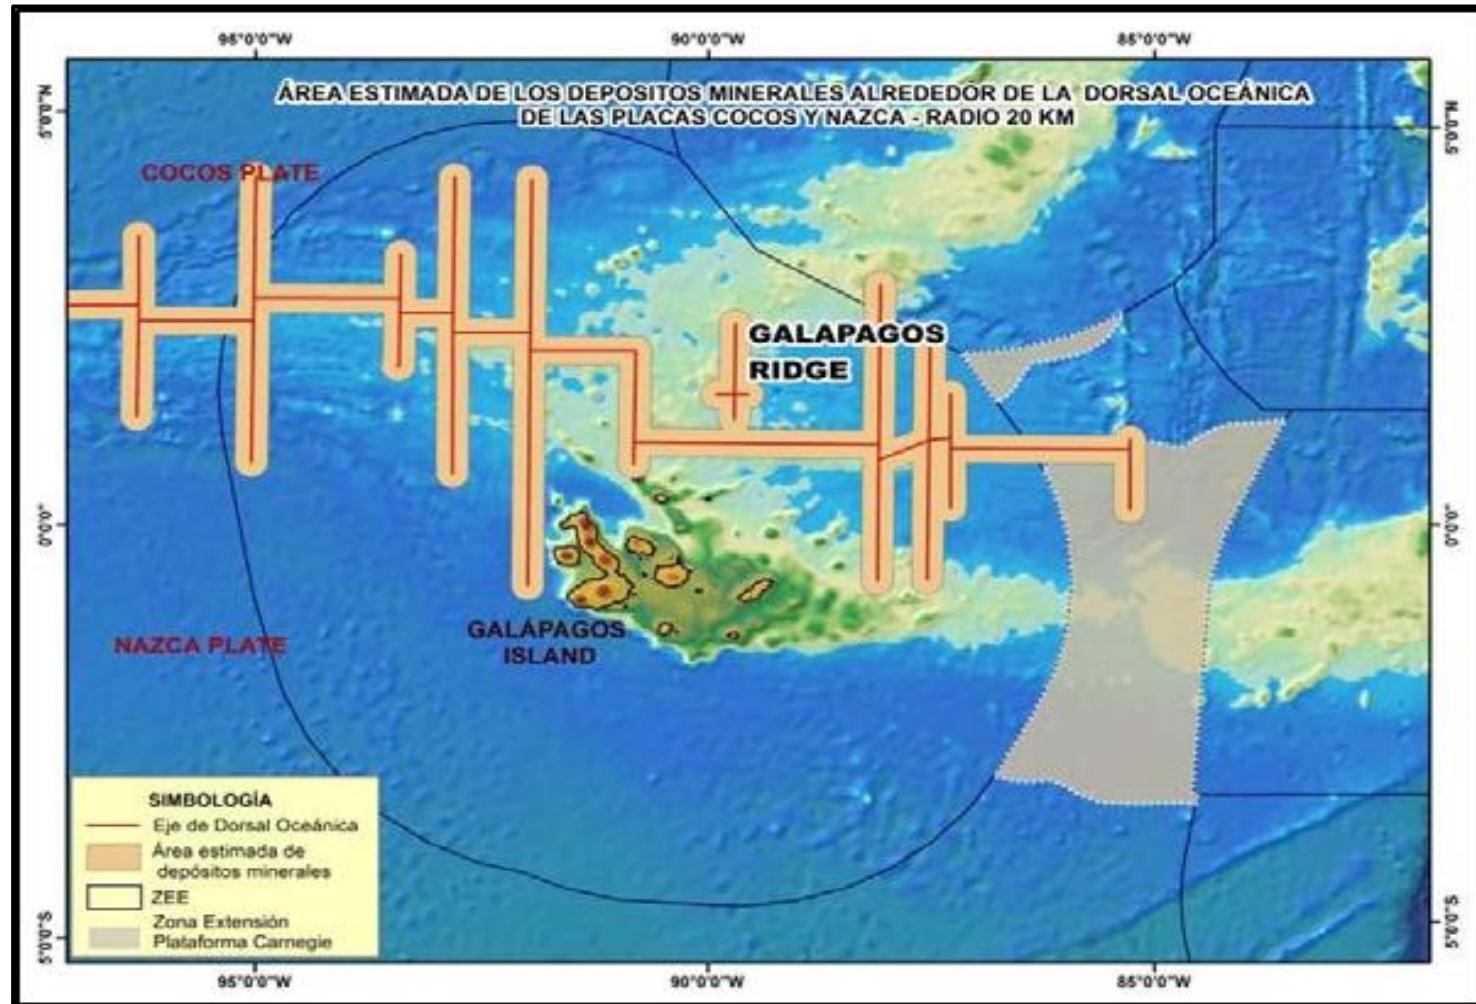 95°0'0"W 90°0'0"W 85°0'0"W
ÁREA ESTIMADA DE LOS DEPOSITOS MINERALES ALREDEDOR DE LA DORSAL OCEÁNICA
DE LAS PLACAS COCOS Y NAZCA - RADIO 20 KM
5°0'0"N
5°0'0"N
COCOS PLATE
GALAPAGOS
RIDGE
0°0'0"
0°0'0"
GALÁPAGOS
ISLAND
NAZCA PLATE
SIMBOLOGÍA
Eje de Dorsal Oceánica
Área estimada de
depósitos minerales
ZEE
Zona Extensión
Plataforma Carnegie
5°0'0"S
5°0'0"S
95°0'0"W 90°0'0"W 85°0'0"W